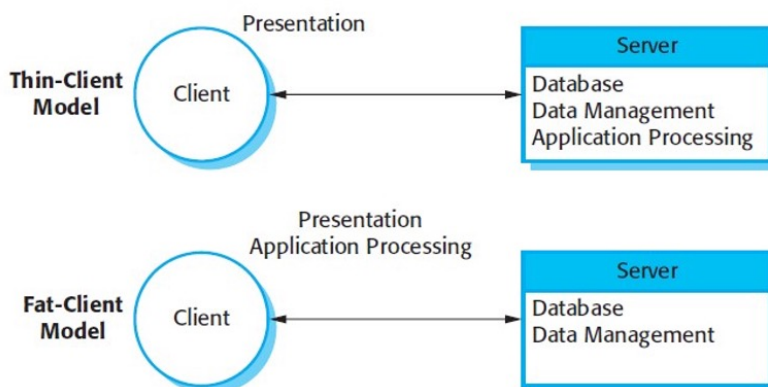 Presentation
Thin-Client
Model
Client
Server
Database
Data Management
Application Processing
Presentation
Application Processing
Fat-Client
Model
Client
Server
Database
Data Management